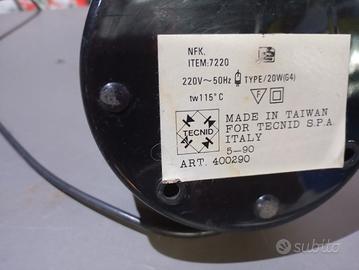 NFK.
ITEM:7220
220V~50Hz TYPE/20W(G4)
tw115°C
F
TECNID
MADE IN TAIWAN
FOR TECNID S.P.A
ITALY
5-90
ART. 400290
subito